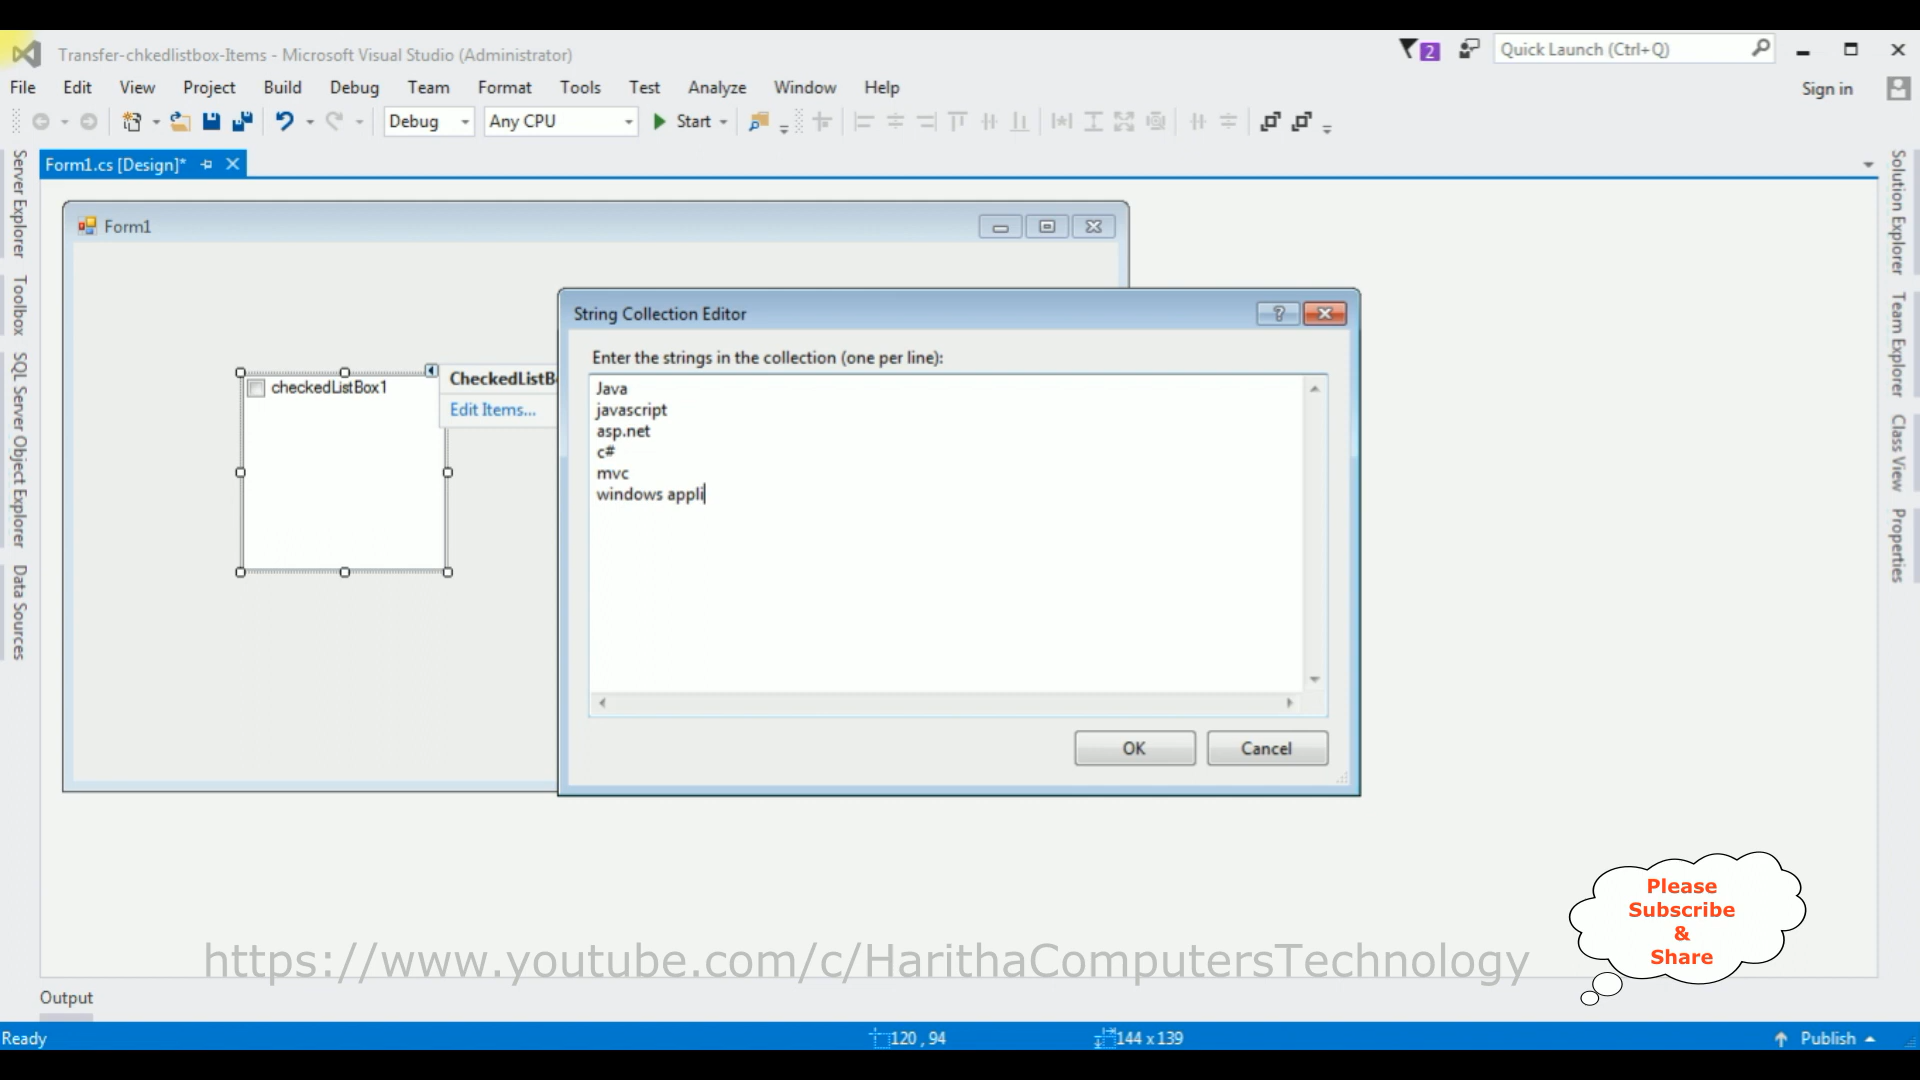 Transfer-chkedlistbox-Items - Microsoft Visual Studio (Administrator)
2
Quick Launch (Ctrl+Q)
File Edit View Project Build Debug Team Format Tools Test Analyze Window Help
Sign in
Debug Any CPU Start
Form1.cs [Design]*
Server Explorer
Toolbox
SQL Server Object Explorer
Data Sources
Form1
checkedListBox1
CheckedListB
Edit Items...
String Collection Editor
?
Enter the strings in the collection (one per line):
Java
javascript
asp.net
c#
mvc
windows appli
OK Cancel
Solution Explorer
Team Explorer
Class View
Properties
Please
Subscribe
&
Share
https://www.youtube.com/c/HarithaComputersTechnology
Output
Ready
120 , 94
144 x 139
Publish